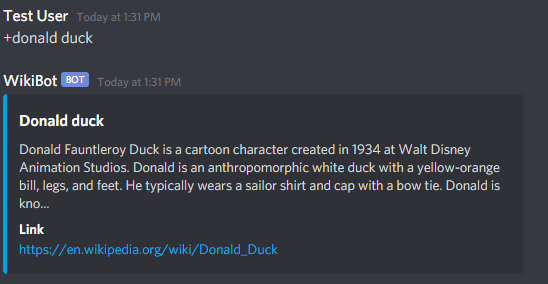 Test User Today at 1:31 PM
+donald duck
WikiBot BOT Today at 1:31 PM
Donald duck
Donald Fauntleroy Duck is a cartoon character created in 1934 at Walt Disney
Animation Studios. Donald is an anthropomorphic white duck with a yellow-orange
bill, legs, and feet. He typically wears a sailor shirt and cap with a bow tie. Donald is
kno...
Link
https://en.wikipedia.org/wiki/Donald_Duck